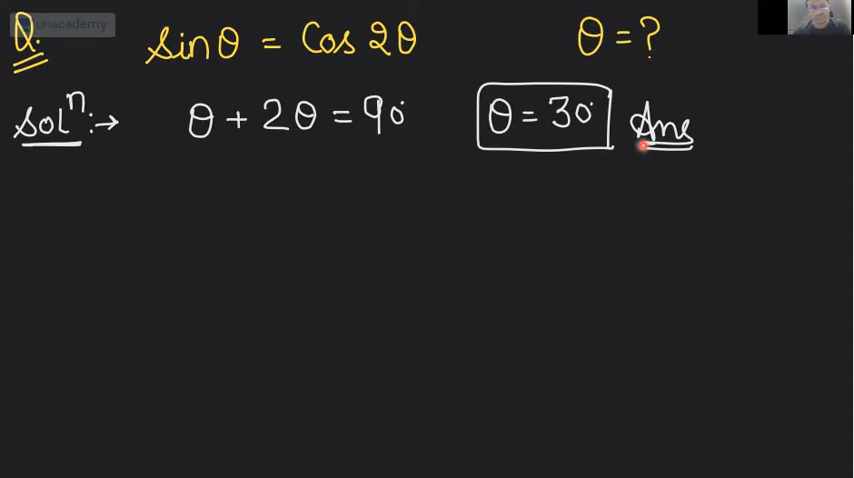 unacademy
Q. sinθ = Cos 2θ θ = ?
Solⁿ:→ θ + 2θ = 90° θ = 30° Ans